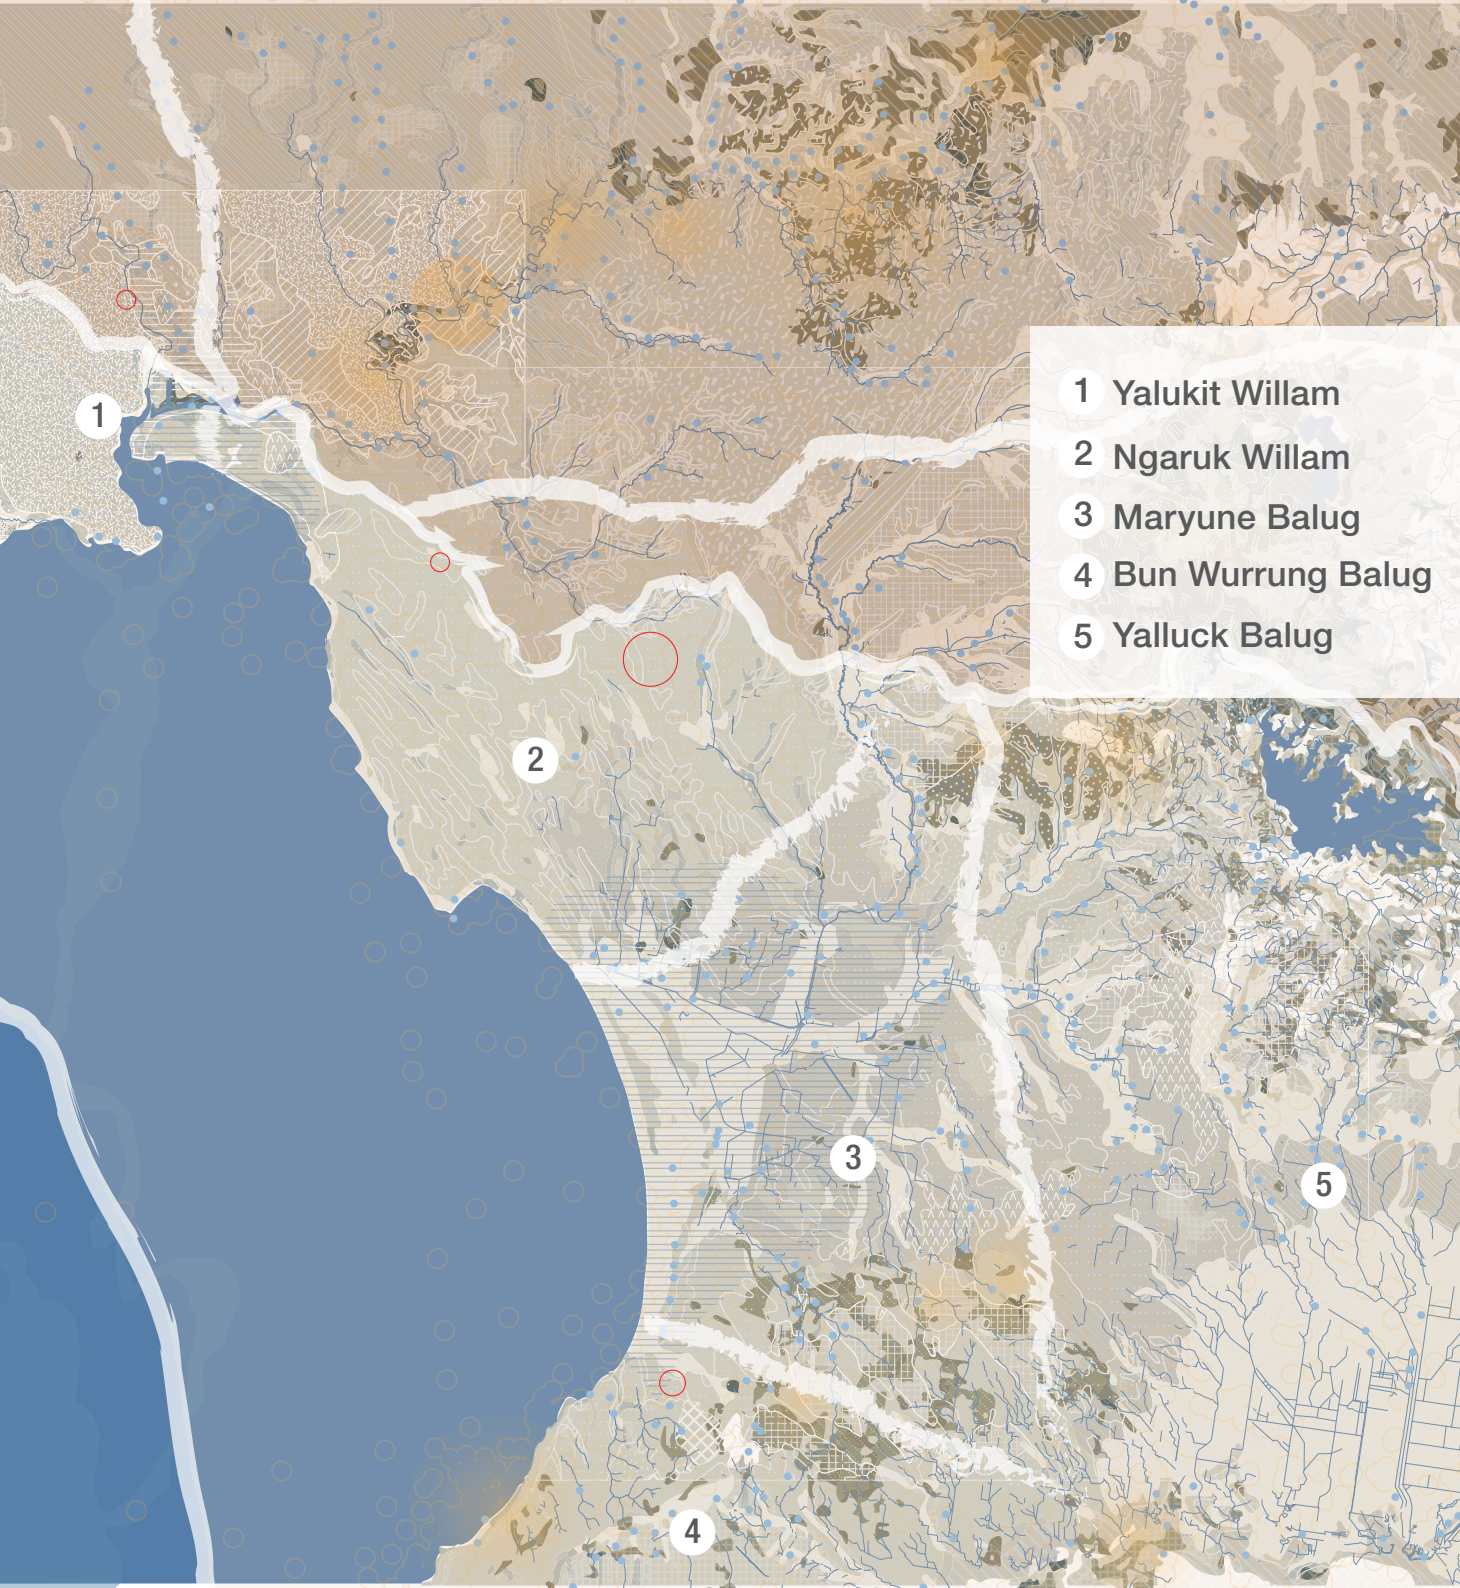 1 Yalukit Willam
2 Ngaruk Willam
3 Maryune Balug
4 Bun Wurrung Balug
5 Yalluck Balug
1
2
3
5
4